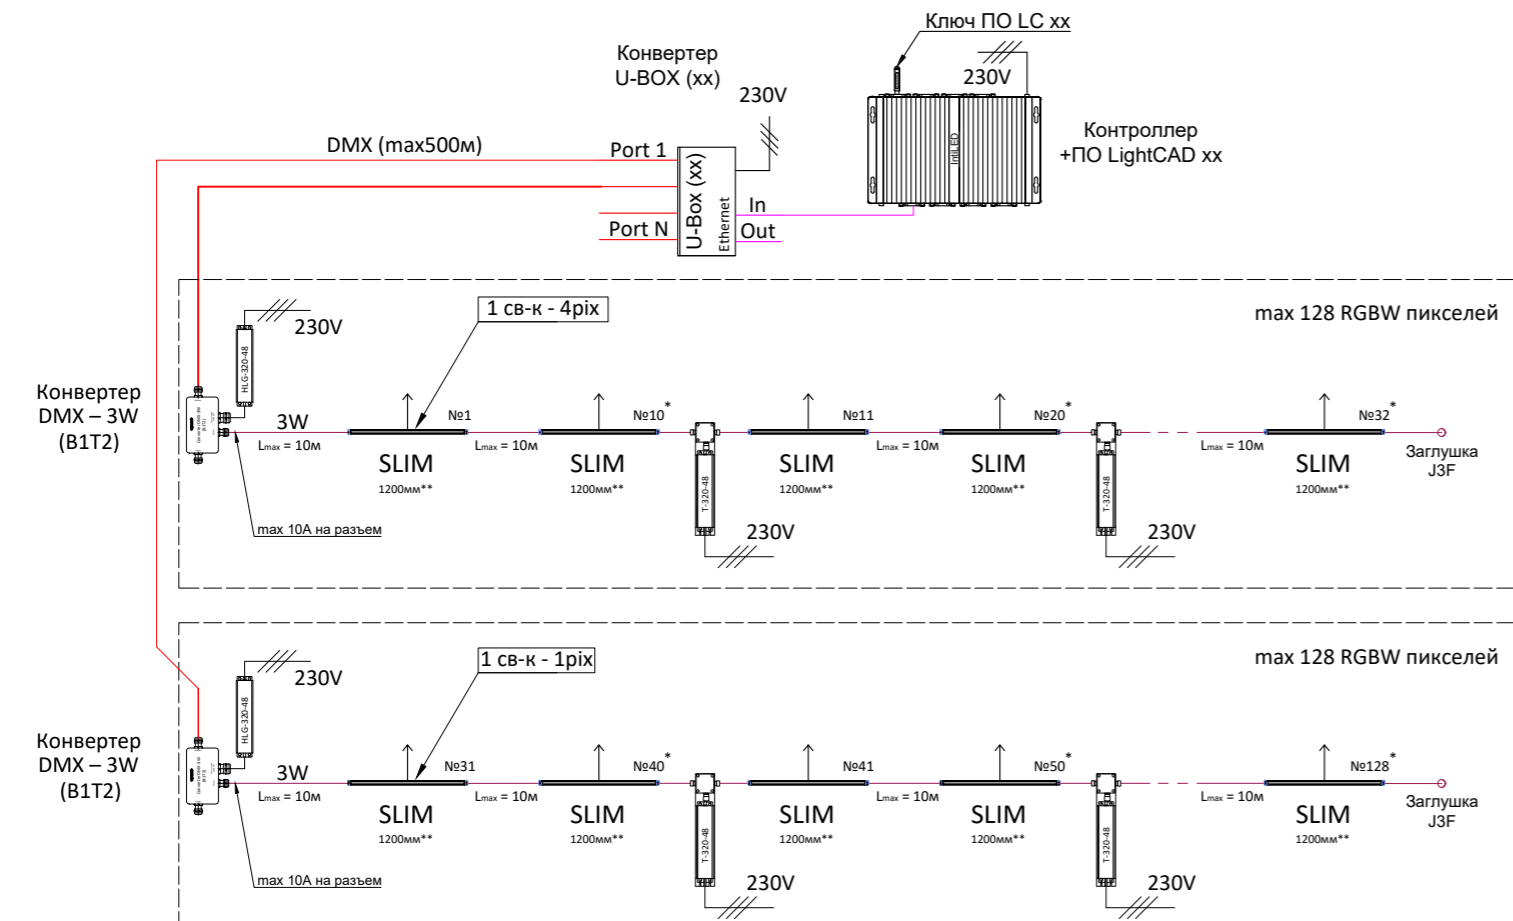 Ключ ПО LC xx
Конвертер
U-BOX (xx)
230V
230V
IntiLED
Контроллер
+ПО LightCAD xx
DMX (max500м)
Port 1
U-Box (xx)
Ethernet
In
Out
Port N
1 св-к - 4pix
max 128 RGBW пикселей
230V
HLG-320-48
Конвертер
DMX – 3W
(B1T2)
3W
Lmax = 10м
№1
SLIM
1200мм**
Lmax = 10м
№10*
SLIM
1200мм**
T-320-48
230V
№11
SLIM
1200мм**
Lmax = 10м
№20*
SLIM
1200мм**
T-320-48
230V
Lmax = 10м
№32*
SLIM
1200мм**
Заглушка
J3F
max 10A на разъем
1 св-к - 1pix
max 128 RGBW пикселей
230V
HLG-320-48
Конвертер
DMX – 3W
(B1T2)
3W
Lmax = 10м
№31
SLIM
1200мм**
Lmax = 10м
№40*
SLIM
1200мм**
T-320-48
230V
№41
SLIM
1200мм**
Lmax = 10м
№50*
SLIM
1200мм**
T-320-48
230V
Lmax = 10м
№128*
SLIM
1200мм**
Заглушка
J3F
max 10A на разъем